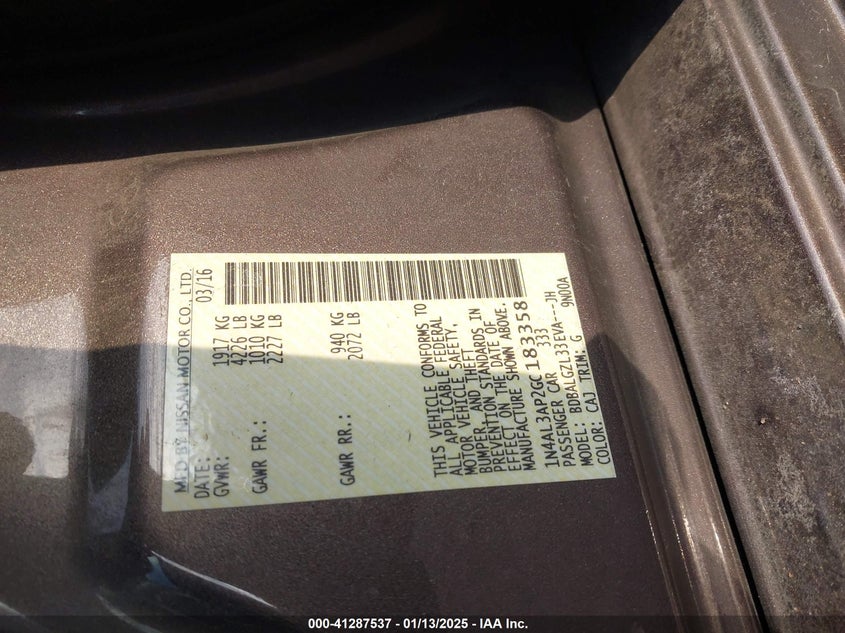 MFD BY NISSAN MOTOR CO., LTD.
DATE: 03/16
GVWR: 1917 KG
4226 LB
GAWR FR.: 1010 KG
2227 LB
GAWR RR.: 940 KG
2072 LB
THIS VEHICLE CONFORMS TO
ALL APPLICABLE FEDERAL
MOTOR VEHICLE SAFETY,
BUMPER, AND THEFT
PREVENTION STANDARDS IN
EFFECT ON THE DATE OF
MANUFACTURE SHOWN ABOVE.
1N4AL3AP2GC183358
PASSENGER CAR 333
MODEL: BDBALGZL33EVA---JH
COLOR: CAJ TRIM: G 9N00A
000-41287537 - 01/13/2025 - IAA Inc.